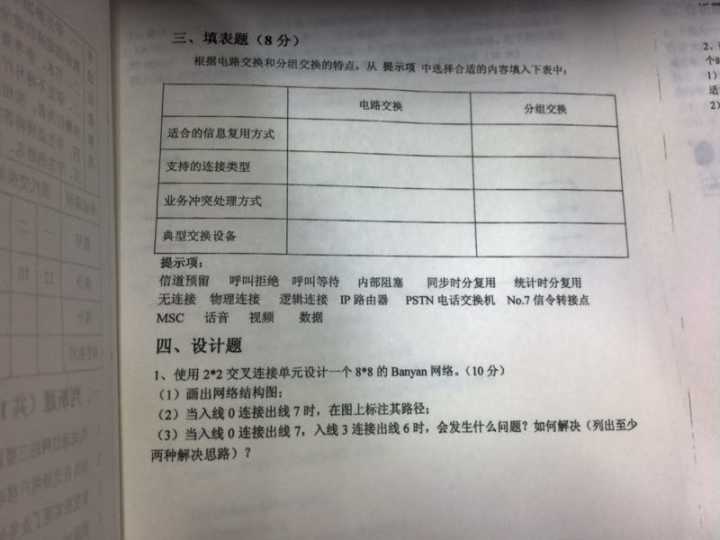 三、填表题（8 分）
根据电路交换和分组交换的特点，从 提示项 中选择合适的内容填入下表中：
电路交换 分组交换
适合的信息复用方式
支持的连接类型
业务冲突处理方式
典型交换设备
提示项：
信道预留 呼叫拒绝 呼叫等待 内部阻塞 同步时分复用 统计时分复用
无连接 物理连接 逻辑连接 IP 路由器 PSTN 电话交换机 No.7 信令转接点
MSC 话音 视频 数据
四、设计题
1、使用 2*2 交叉连接单元设计一个 8*8 的 Banyan 网络。（10 分）
（1）画出网络结构图；
（2）当入线 0 连接出线 7 时，在图上标注其路径；
（3）当入线 0 连接出线 7，入线 3 连接出线 6 时，会发生什么问题？如何解决（列出至少
两种解决思路）？
2、
1）
2）